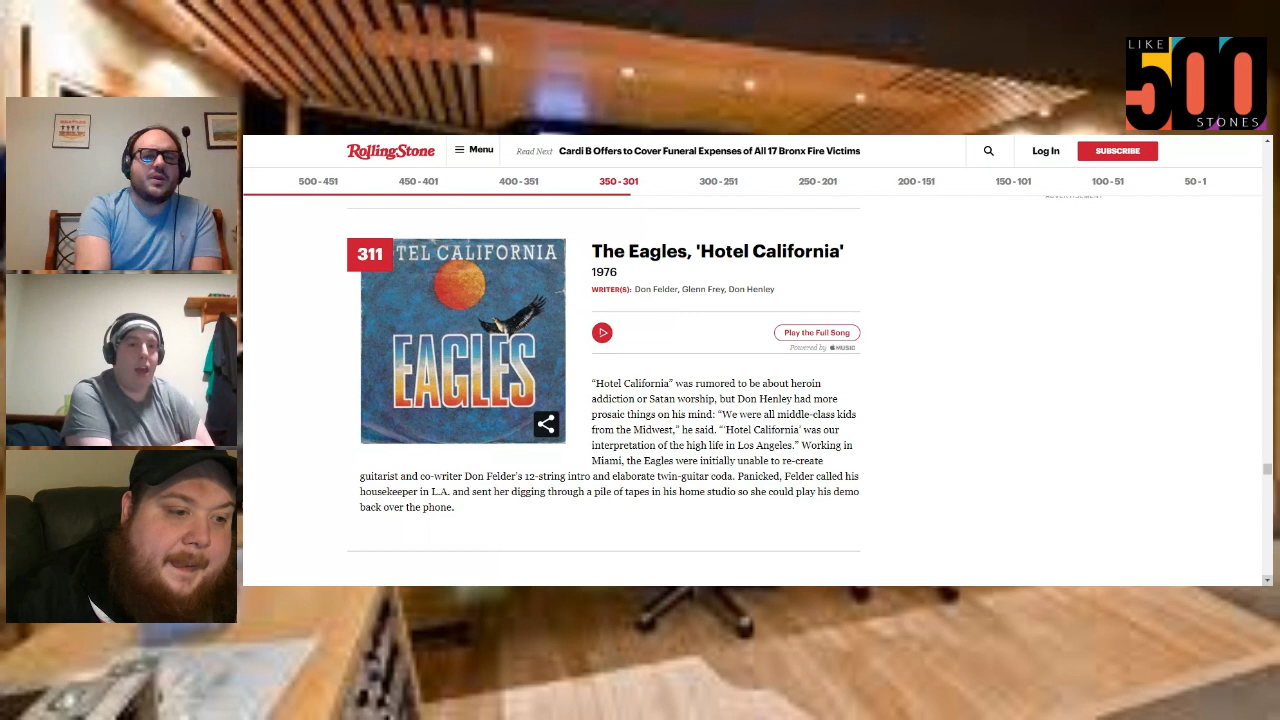 LIKE
500
STONES
RollingStone
Menu
Read Next Cardi B Offers to Cover Funeral Expenses of All 17 Bronx Fire Victims
Log In
SUBSCRIBE
500 - 451 450 - 401 400 - 351 350 - 301 300 - 251 250 - 201 200 - 151 150 - 101 100 - 51 50 - 1
ADVERTISEMENT
311
TEL CALIFORNIA
EAGLES
The Eagles, 'Hotel California'
1976
WRITER(S): Don Felder, Glenn Frey, Don Henley
Play the Full Song
Powered by MUSIC
“Hotel California” was rumored to be about heroin
addiction or Satan worship, but Don Henley had more
prosaic things on his mind: “We were all middle-class kids
from the Midwest,” he said. “‘Hotel California’ was our
interpretation of the high life in Los Angeles.” Working in
Miami, the Eagles were initially unable to re-create
guitarist and co-writer Don Felder’s 12-string intro and elaborate twin-guitar coda. Panicked, Felder called his
housekeeper in L.A. and sent her digging through a pile of tapes in his home studio so she could play his demo
back over the phone.